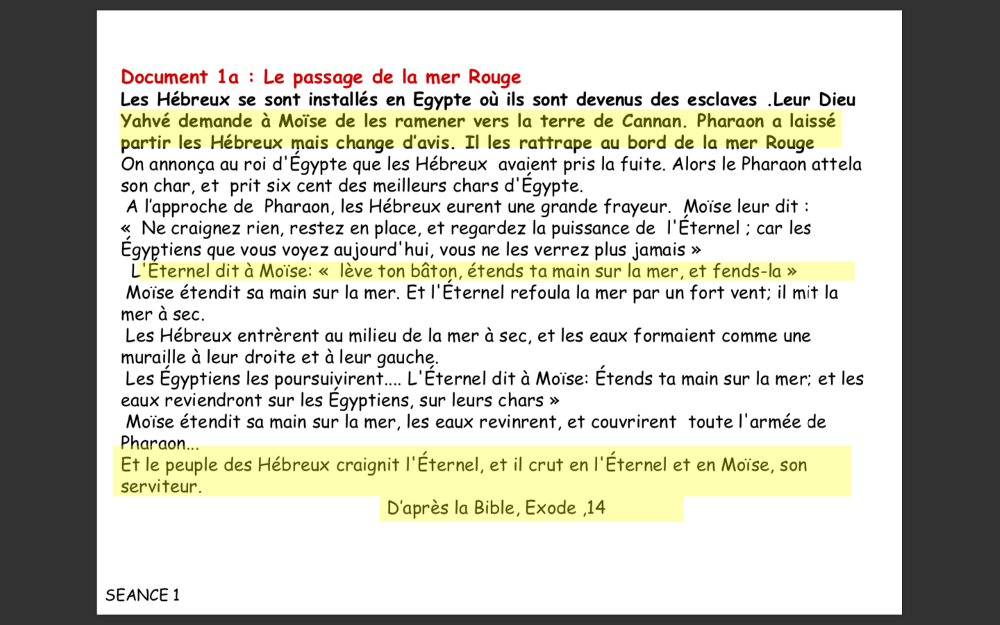 Document 1a : Le passage de la mer Rouge
Les Hébreux se sont installés en Egypte où ils sont devenus des esclaves .Leur Dieu
Yahvé demande à Moïse de les ramener vers la terre de Cannan. Pharaon a laissé
partir les Hébreux mais change d'avis. Il les rattrape au bord de la mer Rouge
On annonça au roi d'Égypte que les Hébreux avaient pris la fuite. Alors le Pharaon attela
son char, et prit six cent des meilleurs chars d'Égypte.
A l'approche de Pharaon, les Hébreux eurent une grande frayeur. Moïse leur dit :
« Ne craignez rien, restez en place, et regardez la puissance de l'Éternel ; car les
Égyptiens que vous voyez aujourd'hui, vous ne les verrez plus jamais »
L'Éternel dit à Moïse: « lève ton bâton, étends ta main sur la mer, et fends-la »
Moïse étendit sa main sur la mer. Et l'Éternel refoula la mer par un fort vent; il mit la
mer à sec.
Les Hébreux entrèrent au milieu de la mer à sec, et les eaux formaient comme une
muraille à leur droite et à leur gauche.
Les Égyptiens les poursuivirent.... L'Éternel dit à Moïse: Étends ta main sur la mer; et les
eaux reviendront sur les Égyptiens, sur leurs chars »
Moïse étendit sa main sur la mer, les eaux revinrent, et couvrirent toute l'armée de
Pharaon...
Et le peuple des Hébreux craignit l'Éternel, et il crut en l'Éternel et en Moïse, son
serviteur.
D'après la Bible, Exode ,14
SEANCE 1